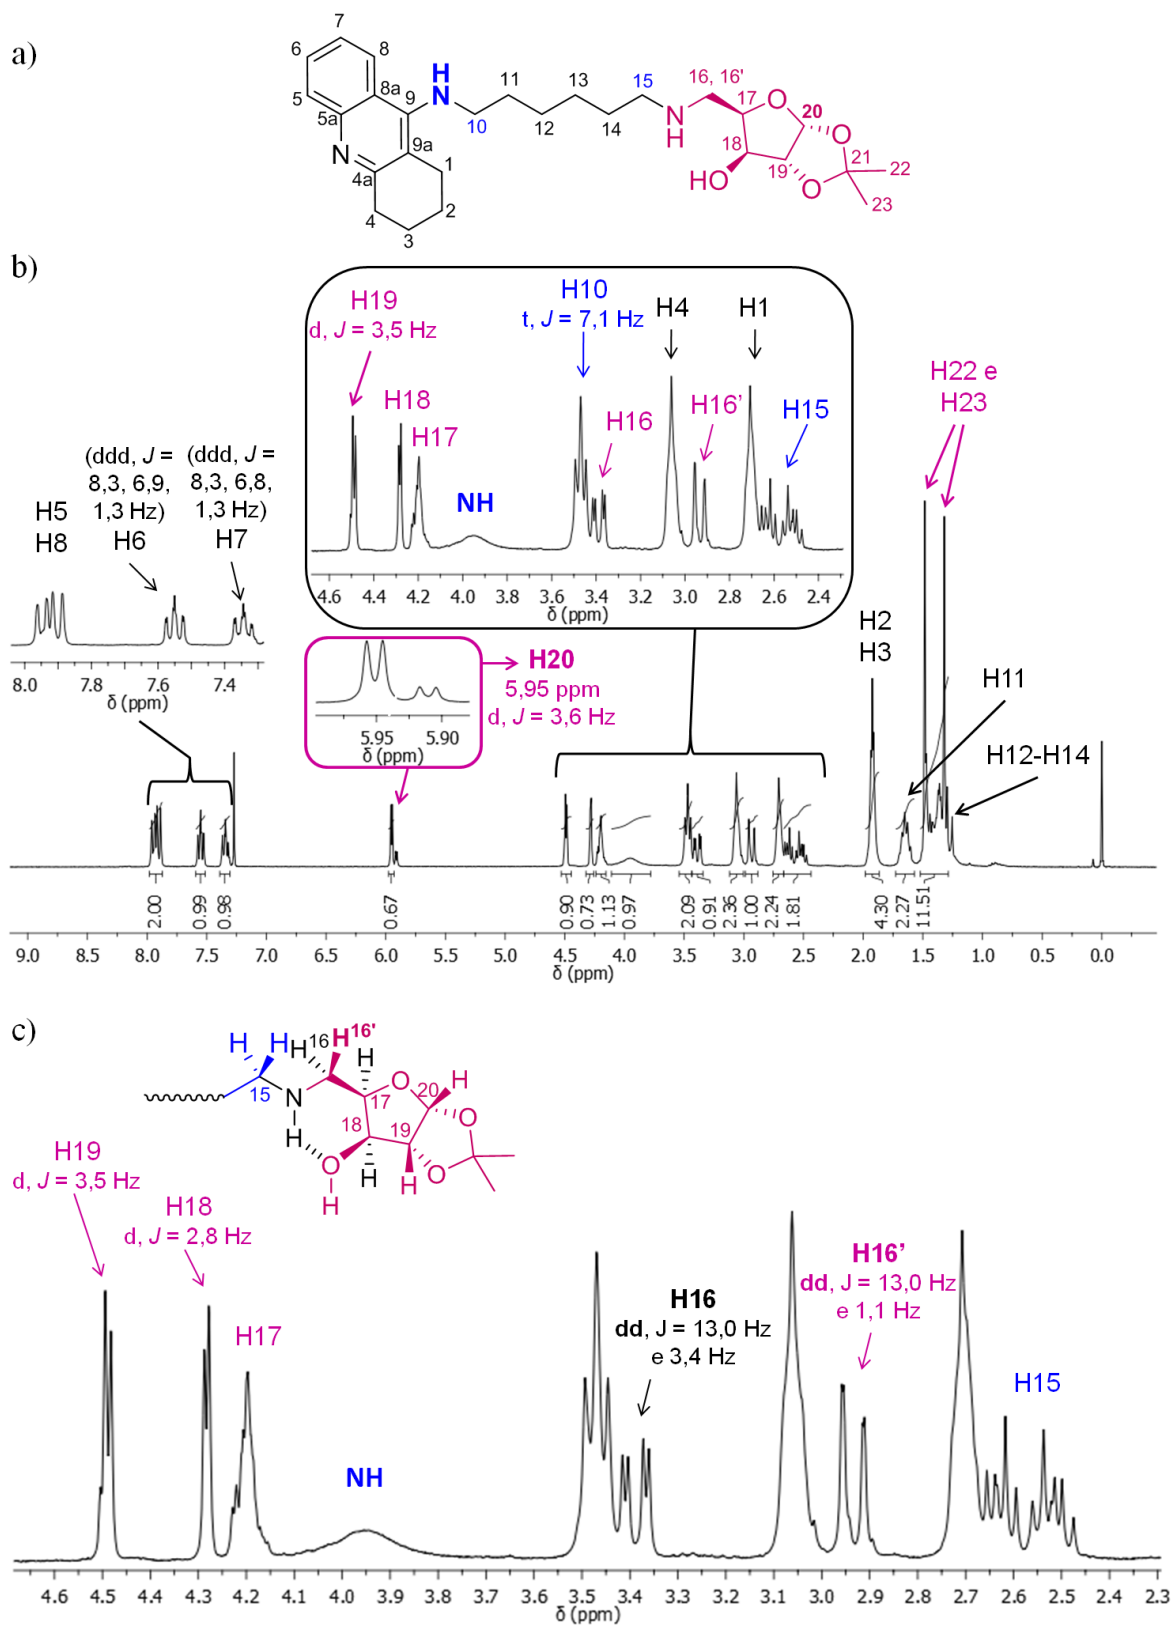 a)
7
6
8
H
5
8a
9
NH
11
13
15
16, 16'
17
O
20
O
5a
10
12
14
N
H
18
19
21
22
N
9a
1
HO
O
23
4a
2
4
3
b)
H19
d, J = 3,5 Hz
H10
t, J = 7,1 Hz
H4
H1
H18
H17
H16
H16’
H15
NH
4.6 4.4 4.2 4.0 3.8 3.6 3.4 3.2 3.0 2.8 2.6 2.4
δ (ppm)
H22 e
H23
(ddd, J =
8,3, 6,9,
1,3 Hz)
H6
(ddd, J =
8,3, 6,8,
1,3 Hz)
H7
H5
H8
8.0 7.8 7.6 7.4
δ (ppm)
5.95 5.90
δ (ppm)
H20
5,95 ppm
d, J = 3,6 Hz
H2
H3
H11
H12-H14
2.00 0.99 0.98 0.67 0.90 0.73 1.13 0.97 2.09 0.91 2.36 1.00 2.24 1.81 4.30 2.27 11.51
9.0 8.5 8.0 7.5 7.0 6.5 6.0 5.5 5.0 4.5 4.0 3.5 3.0 2.5 2.0 1.5 1.0 0.5 0.0
δ (ppm)
c)
H H H16 H16'
H
O
20
H
15
N
17
O
18
19
H
O
H
H
O
H
H19
d, J = 3,5 Hz
H18
d, J = 2,8 Hz
H17
NH
H16
dd, J = 13,0 Hz
e 3,4 Hz
H16’
dd, J = 13,0 Hz
e 1,1 Hz
H15
4.6 4.5 4.4 4.3 4.2 4.1 4.0 3.9 3.8 3.7 3.6 3.5 3.4 3.3 3.2 3.1 3.0 2.9 2.8 2.7 2.6 2.5 2.4 2.3
δ (ppm)